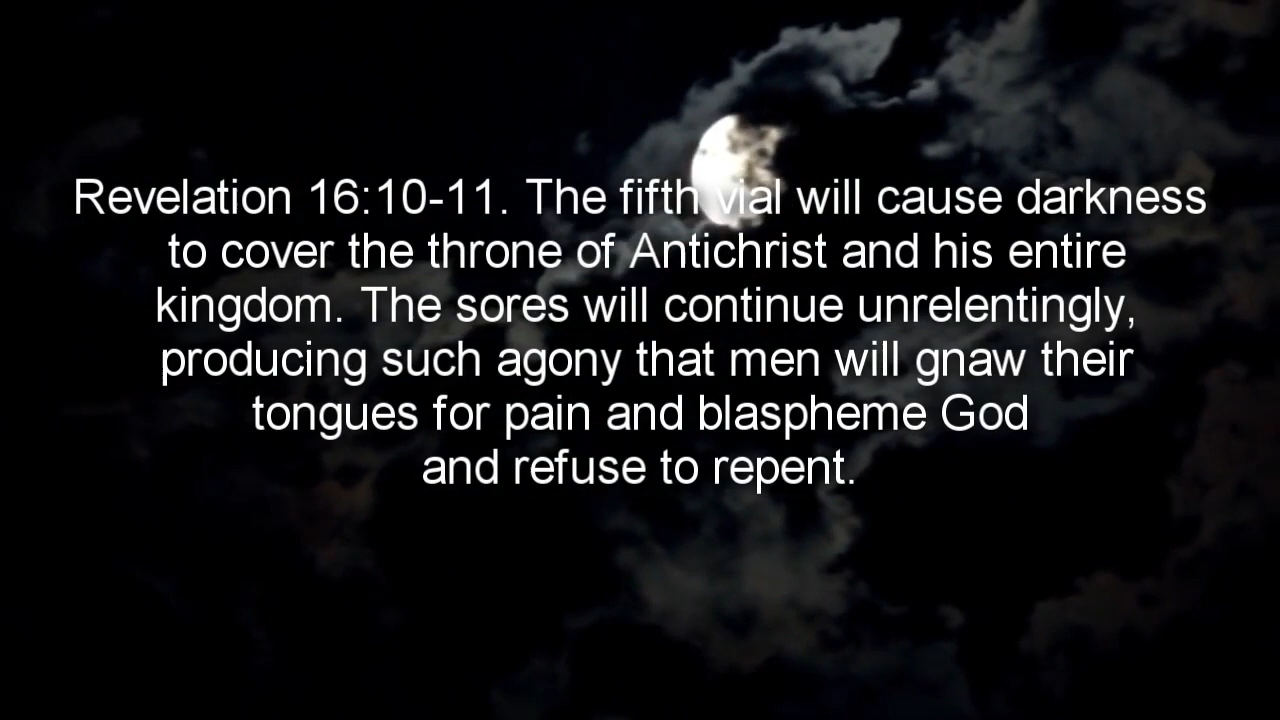 Revelation 16:10-11. The fifth vial will cause darkness
to cover the throne of Antichrist and his entire
kingdom. The sores will continue unrelentingly,
producing such agony that men will gnaw their
tongues for pain and blaspheme God
and refuse to repent.